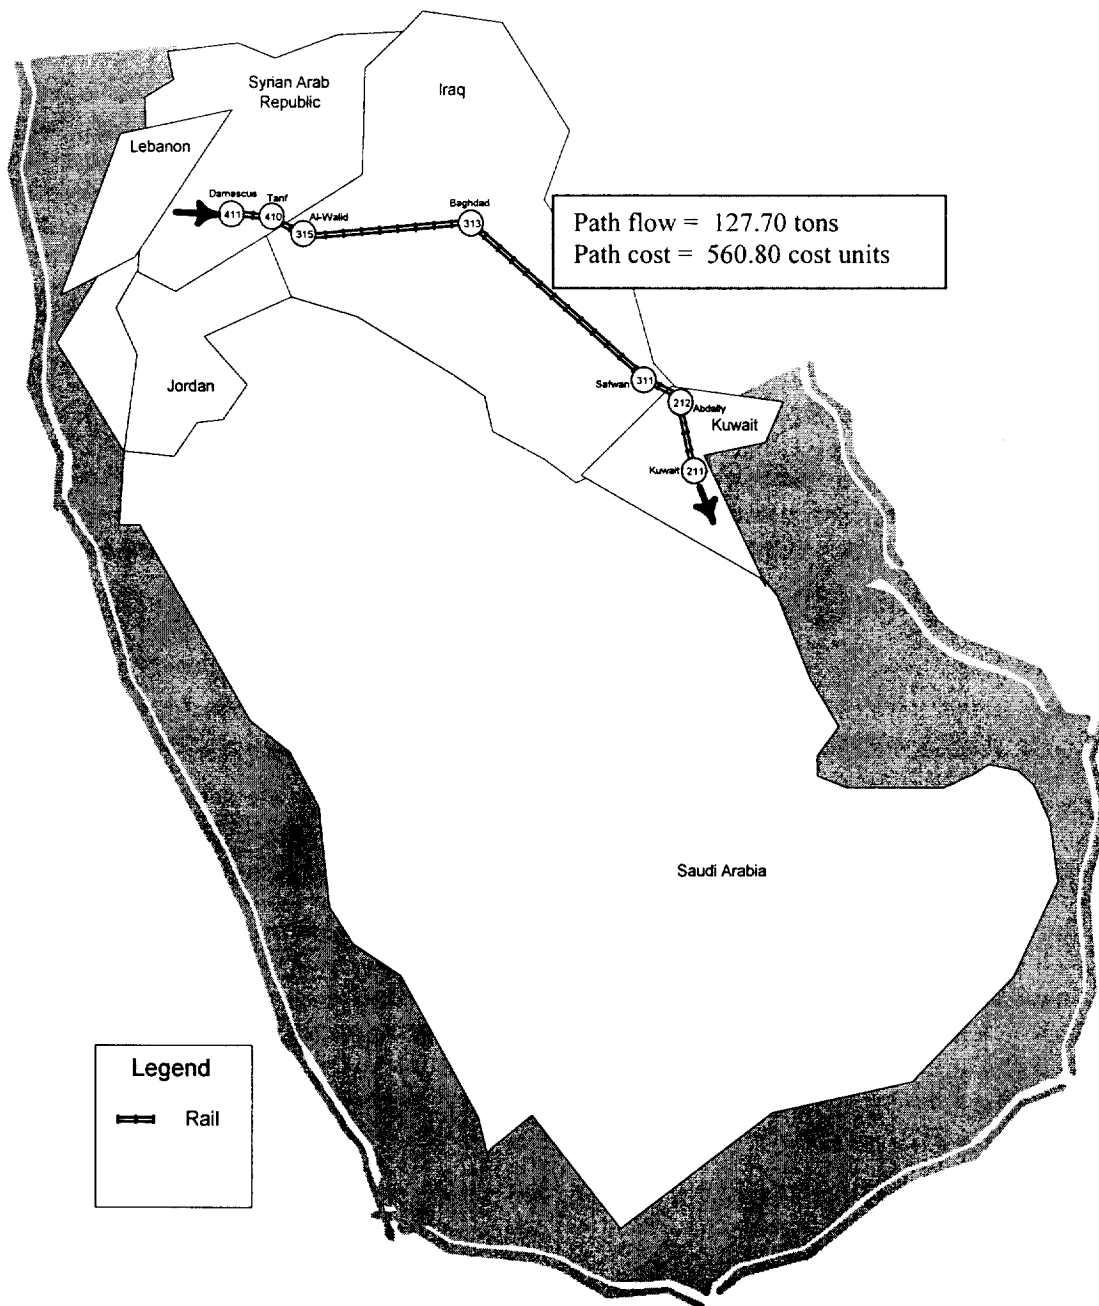 Syrian Arab
Republic
Iraq
Lebanon
Damascus
Tanf
Al-Walid
Baghdad
411
410
315
313
Path flow = 127.70 tons
Path cost = 560.80 cost units
Jordan
Safwan
311
212
Abdally
Kuwait
Kuwait
211
Saudi Arabia
Legend
Rail